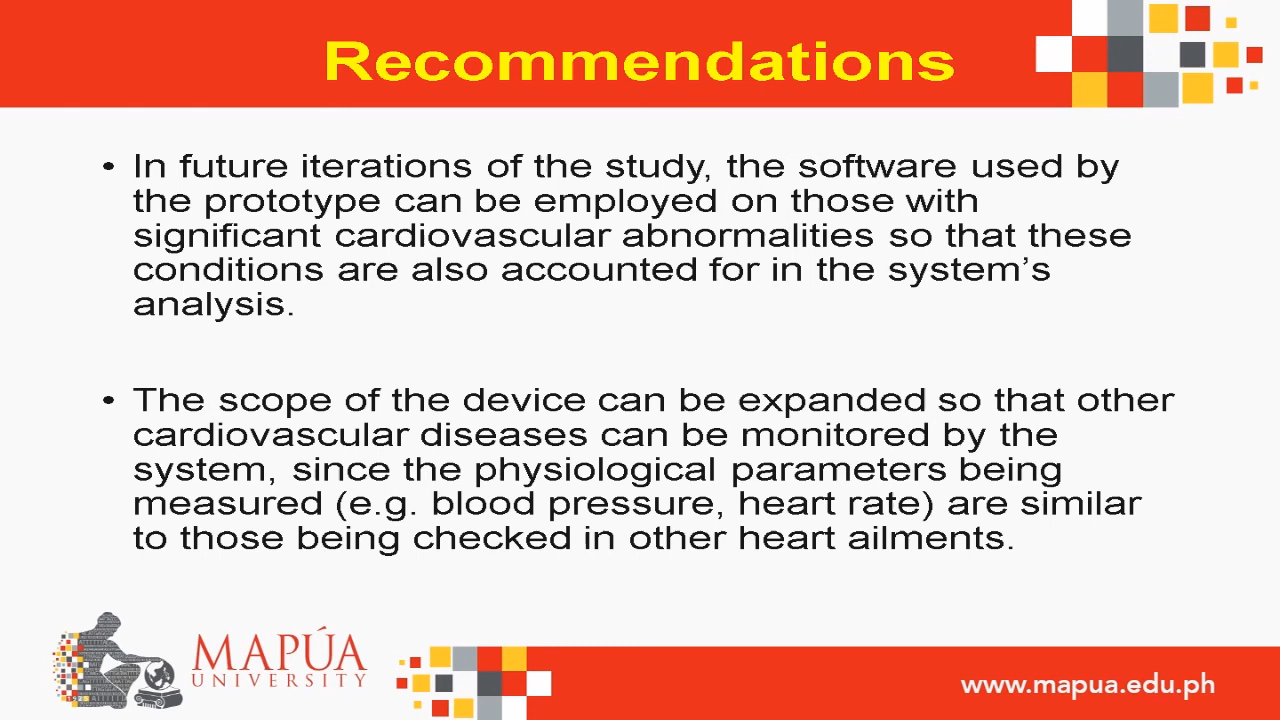 Recommendations
• In future iterations of the study, the software used by
the prototype can be employed on those with
significant cardiovascular abnormalities so that these
conditions are also accounted for in the system’s
analysis.
• The scope of the device can be expanded so that other
cardiovascular diseases can be monitored by the
system, since the physiological parameters being
measured (e.g. blood pressure, heart rate) are similar
to those being checked in other heart ailments.
MAPÚA
UNIVERSITY
www.mapua.edu.ph